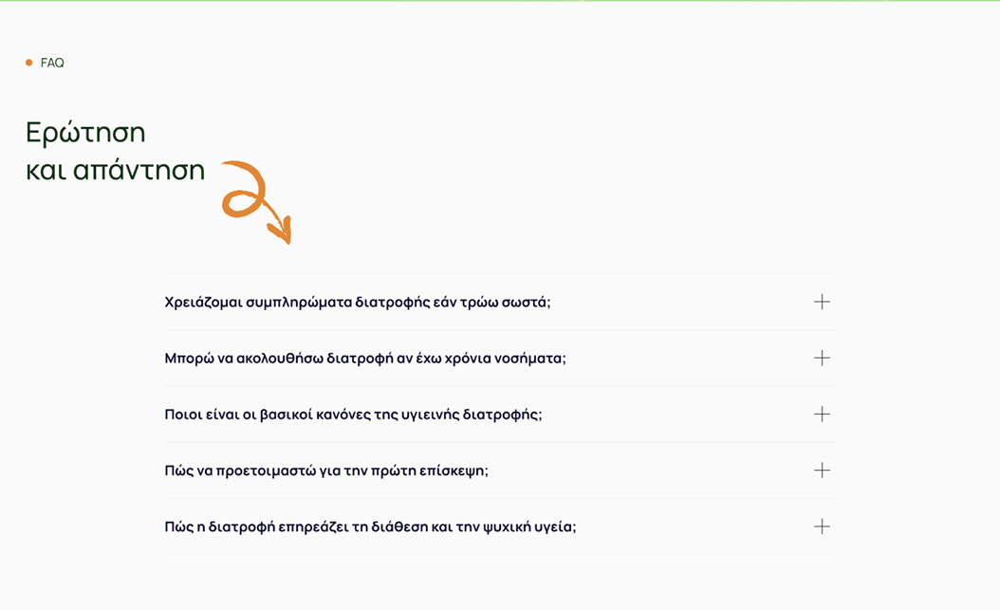 FAQ
Ερώτηση
και απάντηση
Χρειάζομαι συμπληρώματα διατροφής εάν τρώω σωστά;
Μπορώ να ακολουθήσω διατροφή αν έχω χρόνια νοσήματα;
Ποιοι είναι οι βασικοί κανόνες της υγιεινής διατροφής;
Πώς να προετοιμαστώ για την πρώτη επίσκεψη;
Πώς η διατροφή επηρεάζει τη διάθεση και την ψυχική υγεία;